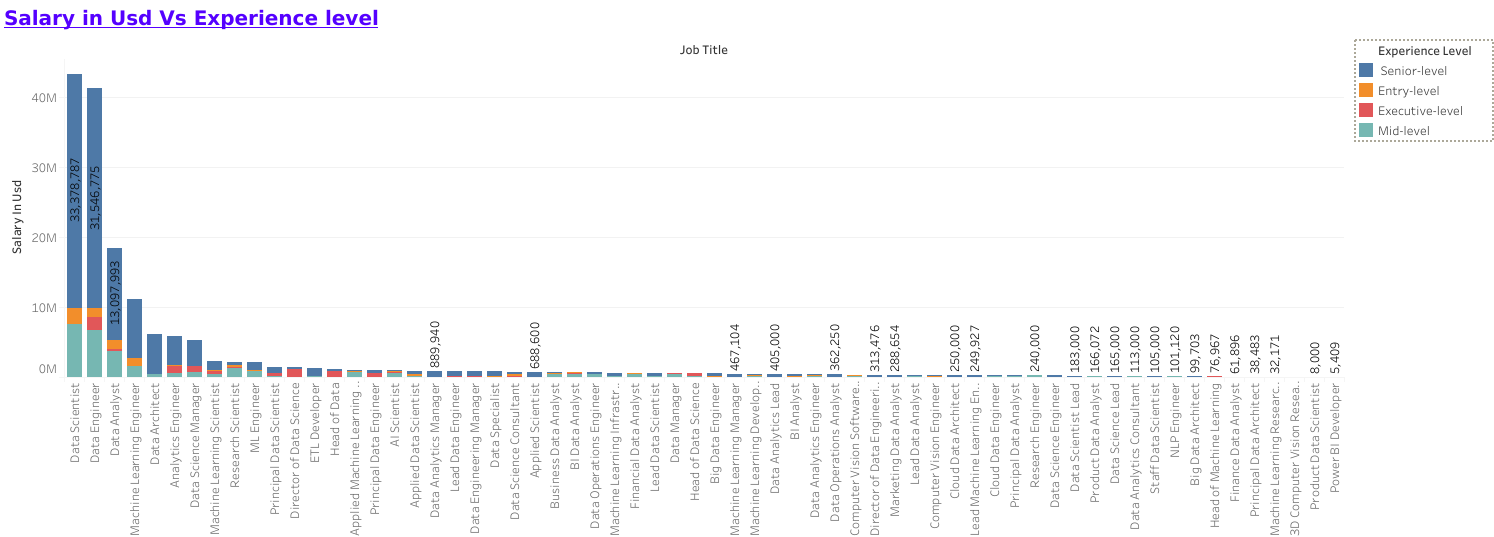 Salary in Usd Vs Experience level
Job Title
Experience Level
Senior-level
Entry-level
Executive-level
Mid-level
Salary In Usd
40M
30M
20M
10M
0M
33,378,787
31,546,775
13,097,993
889,940
688,600
467,104
405,000
362,250
313,476
288,654
250,000
249,927
240,000
183,000
166,072
165,000
113,000
105,000
101,120
99,703
76,967
61,896
38,483
32,171
8,000
5,409
Data Scientist
Data Engineer
Data Analyst
Machine Learning Engineer
Data Architect
Analytics Engineer
Data Science Manager
Machine Learning Scientist
Research Scientist
ML Engineer
Principal Data Scientist
Director of Data Science
ETL Developer
Head of Data
Applied Machine Learning ..
Principal Data Engineer
AI Scientist
Applied Data Scientist
Data Analytics Manager
Lead Data Engineer
Data Engineering Manager
Data Specialist
Data Science Consultant
Applied Scientist
Business Data Analyst
BI Data Analyst
Data Operations Engineer
Machine Learning Infrastr..
Financial Data Analyst
Lead Data Scientist
Data Manager
Head of Data Science
Big Data Engineer
Machine Learning Manager
Machine Learning Develop..
Data Analytics Lead
BI Analyst
Data Analytics Engineer
Data Operations Analyst
Computer Vision Software..
Director of Data Engineeri..
Marketing Data Analyst
Lead Data Analyst
Computer Vision Engineer
Cloud Data Architect
Lead Machine Learning En..
Cloud Data Engineer
Principal Data Analyst
Research Engineer
Data Science Engineer
Data Scientist Lead
Product Data Analyst
Data Science Lead
Data Analytics Consultant
Staff Data Scientist
NLP Engineer
Big Data Architect
Head of Machine Learning
Finance Data Analyst
Principal Data Architect
Machine Learning Researc..
3D Computer Vision Resea..
Product Data Scientist
Power BI Developer